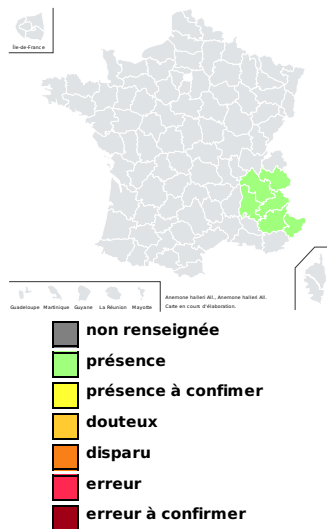 Île-de-France
Guadeloupe Martinique Guyane La Réunion Mayotte
Anemone halleri All., Anemone halleri All.
Carte en cours d'élaboration.
non renseignée
présence
présence à confimer
douteux
disparu
erreur
erreur à confirmer